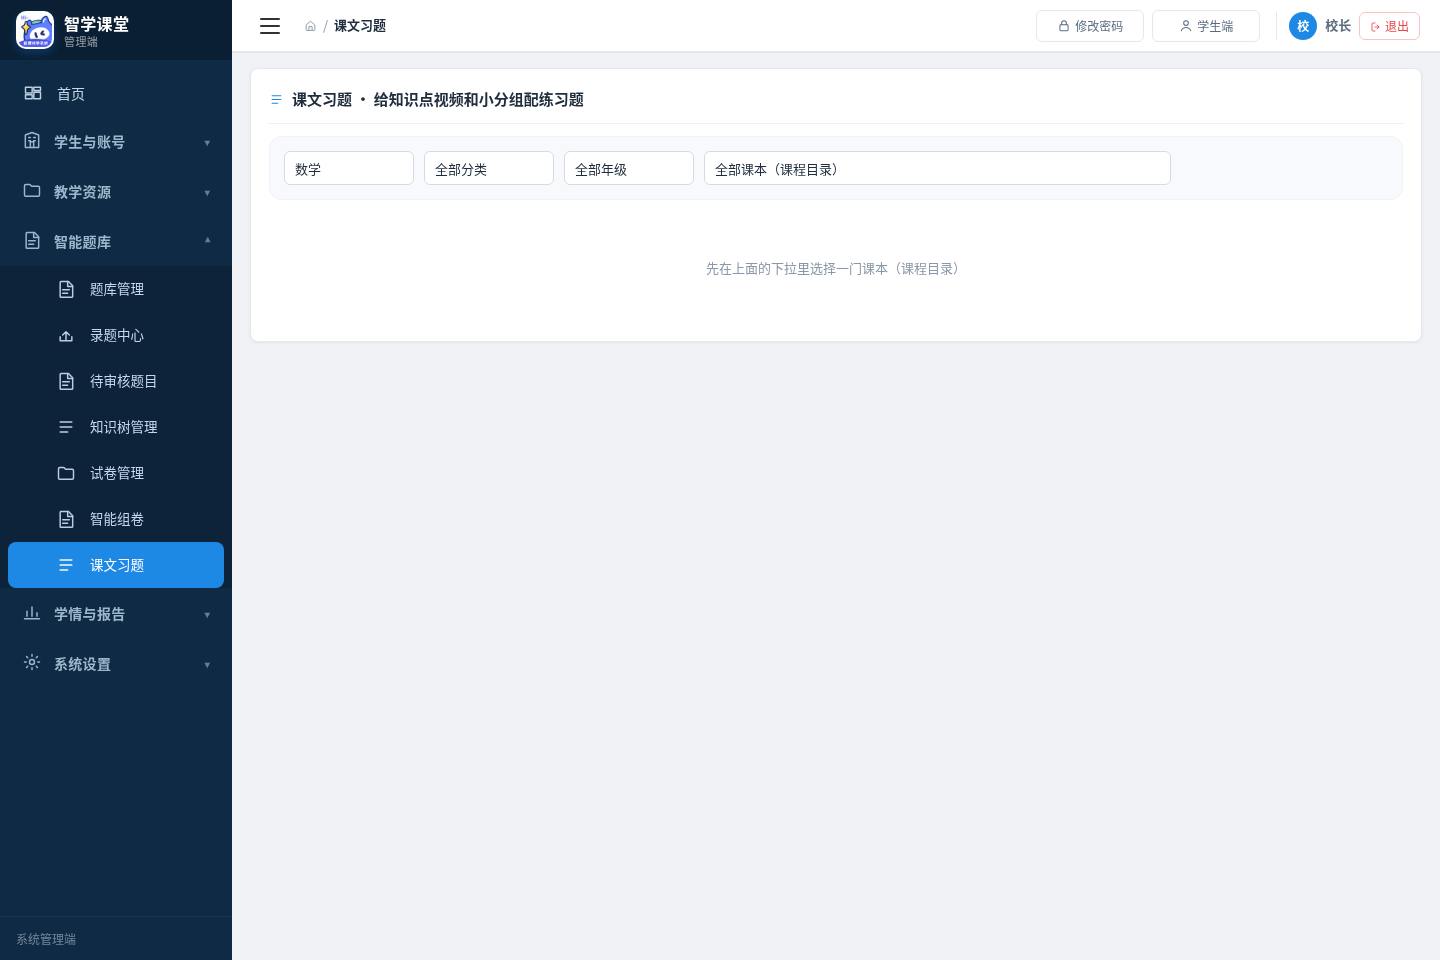 智学课堂
管理端
首页
学生与账号
教学资源
智能题库
题库管理
录题中心
待审核题目
知识树管理
试卷管理
智能组卷
课文习题
学情与报告
系统设置
系统管理端
/ 课文习题
修改密码
学生端
校 校长
退出
课文习题 · 给知识点视频和小分组配练习题
数学
全部分类
全部年级
全部课本（课程目录）
先在上面的下拉里选择一门课本（课程目录）